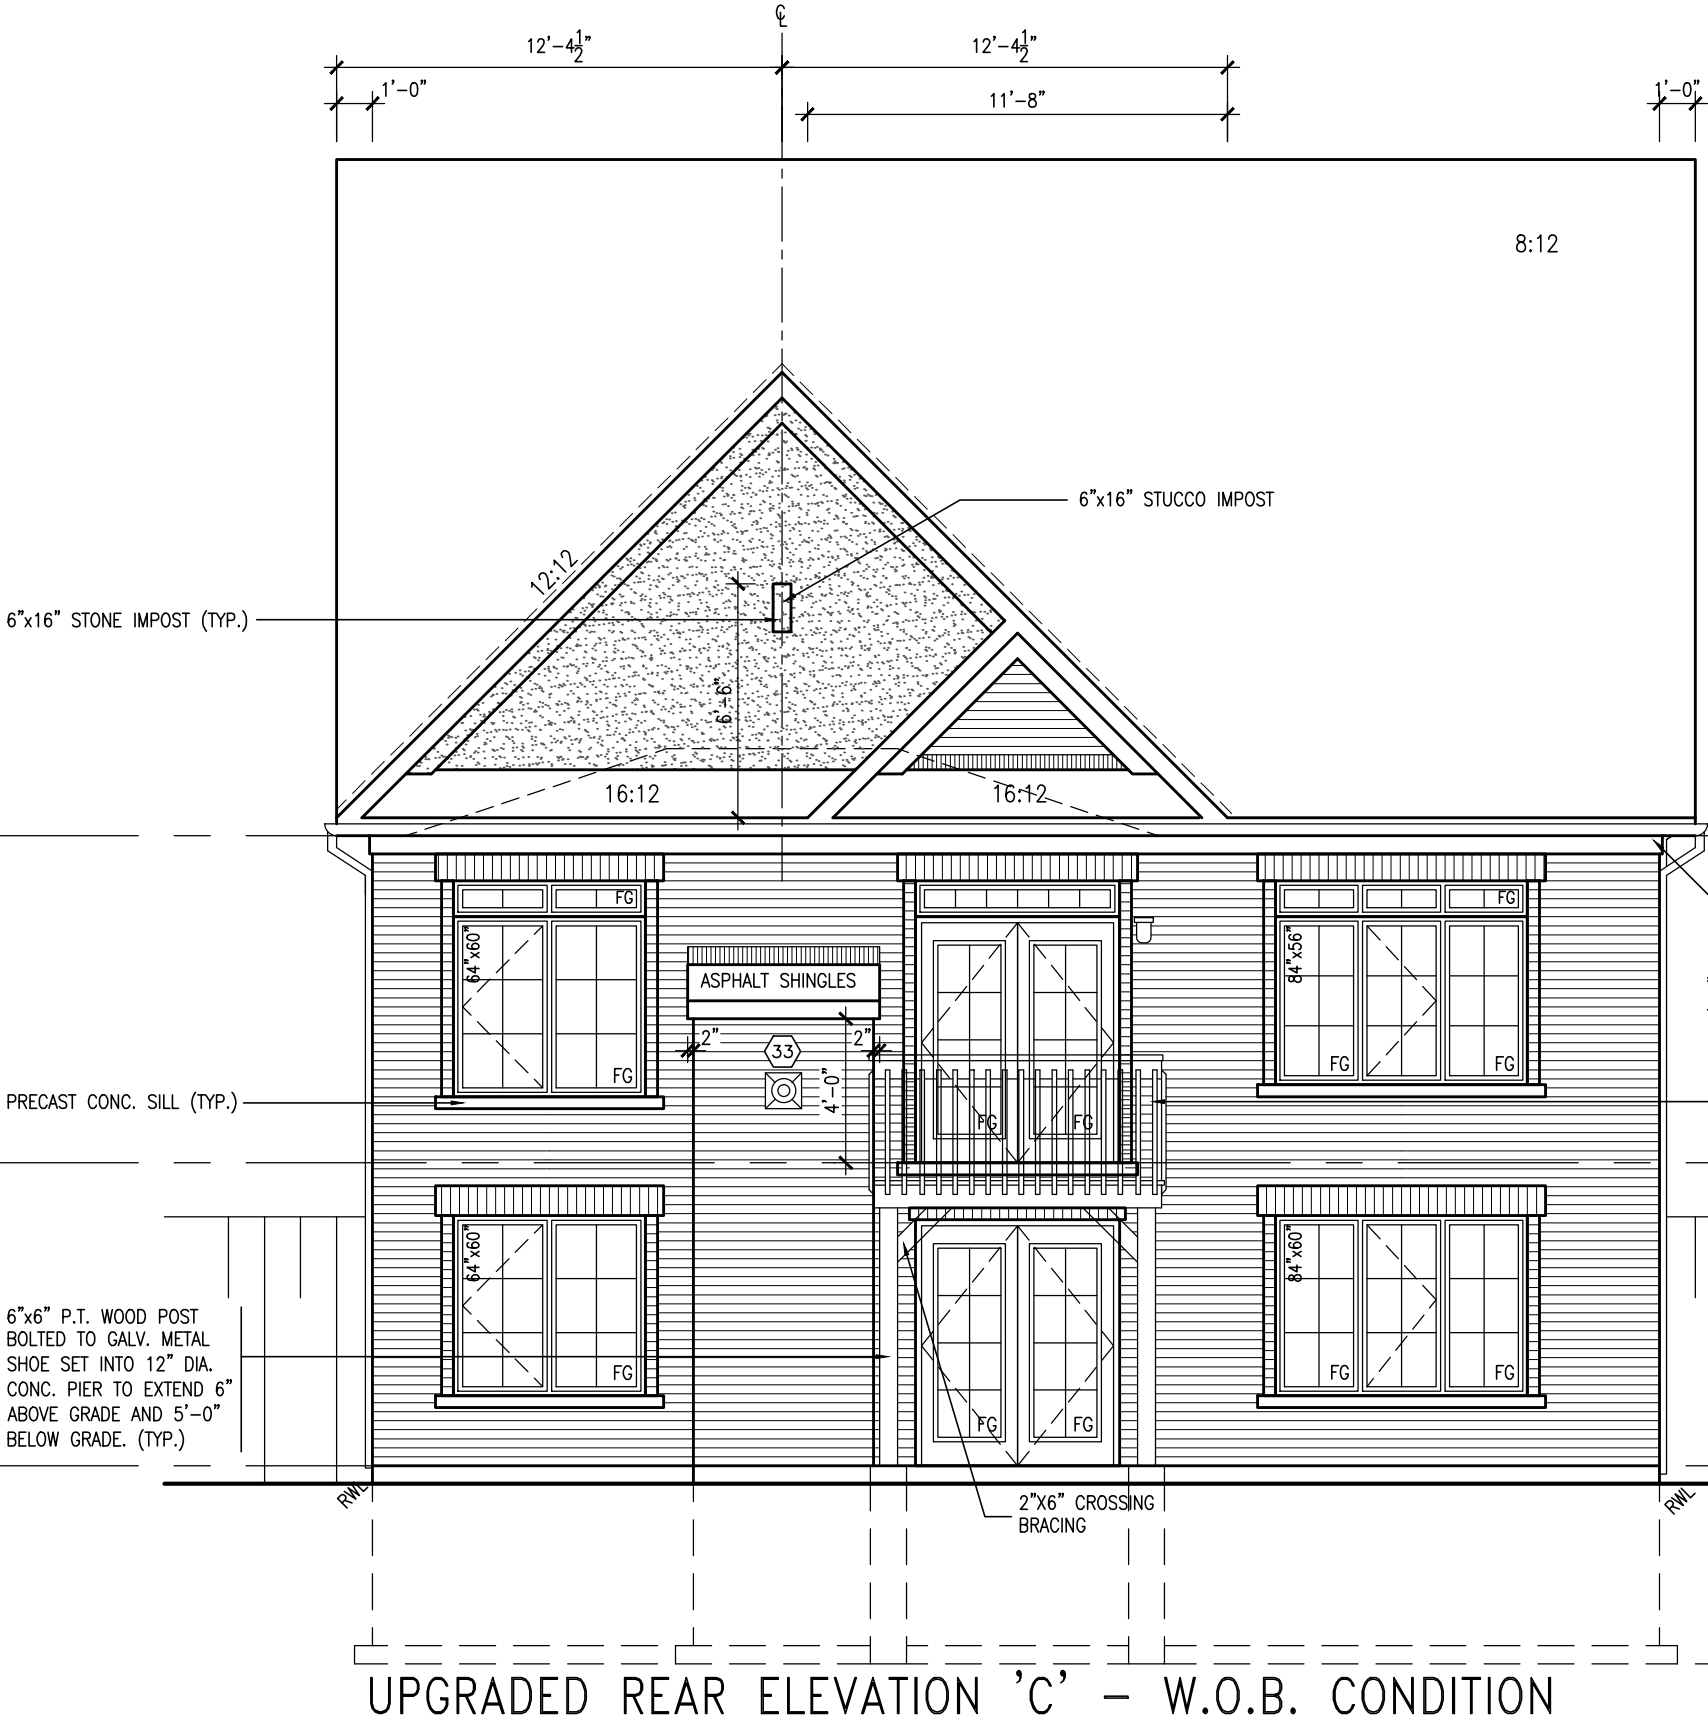 ℄
12'-4½" 12'-4½"
1'-0" 11'-8" 1'-0"
8:12
6"x16" STUCCO IMPOST
12:12
6"x16" STONE IMPOST (TYP.)
6'-6"
16:12 16:12
FG FG
64"x60" 84"x56"
ASPHALT SHINGLES
2" 33 2"
4'-0"
FG FG FG
PRECAST CONC. SILL (TYP.)
FG FG
64"x60" 84"x60"
6"x6" P.T. WOOD POST
BOLTED TO GALV. METAL
SHOE SET INTO 12" DIA.
CONC. PIER TO EXTEND 6"
ABOVE GRADE AND 5'-0"
BELOW GRADE. (TYP.)
FG FG FG
FG FG
RWL RWL
2"X6" CROSSING
BRACING
UPGRADED REAR ELEVATION 'C' - W.O.B. CONDITION